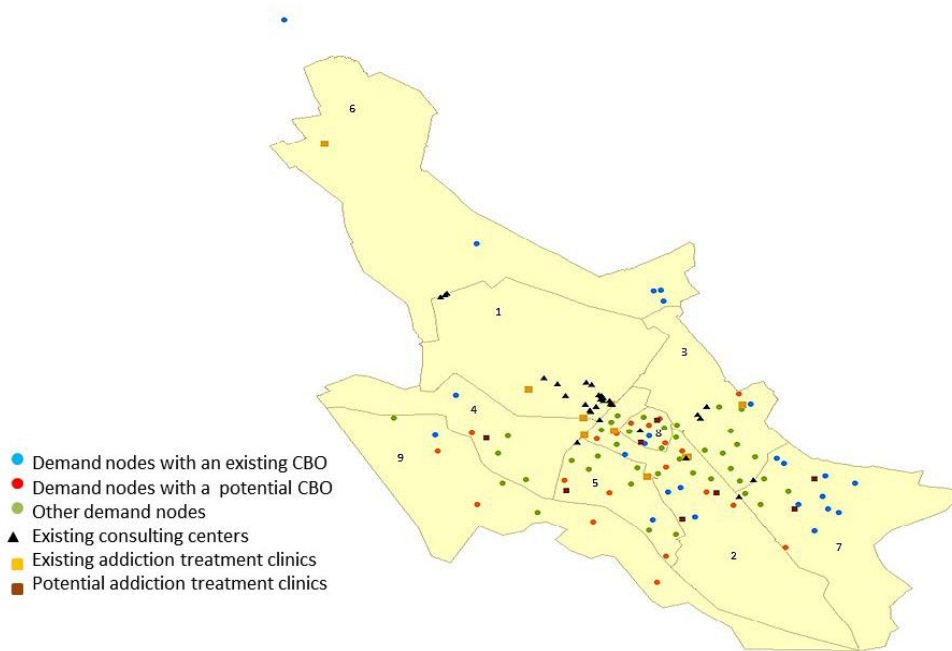 6
1
3
4
8
9
5
2
7
Demand nodes with an existing CBO
Demand nodes with a potential CBO
Other demand nodes
Existing consulting centers
Existing addiction treatment clinics
Potential addiction treatment clinics